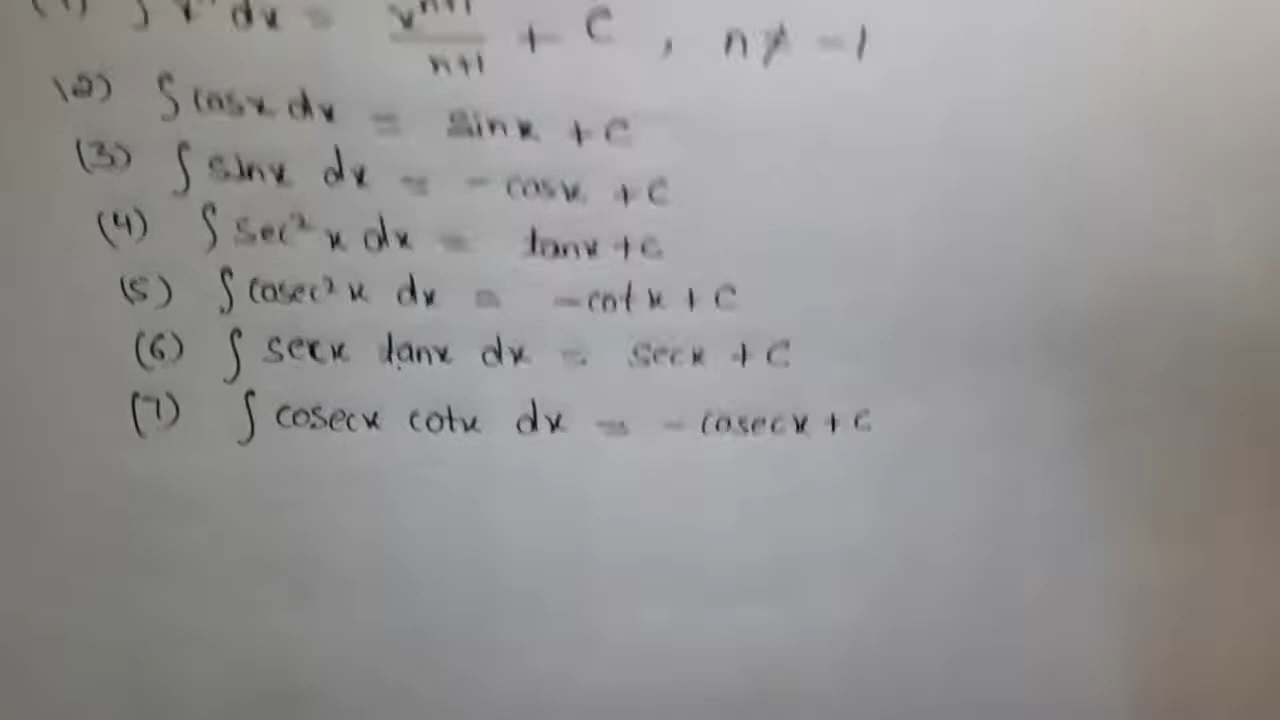 (1) ∫ xⁿ dx = xⁿ⁺¹/n+1 + C , n ≠ -1
(2) ∫ cosx dx = sinx + C
(3) ∫ sinx dx = -cosx + C
(4) ∫ sec²x dx = tanx + C
(5) ∫ cosec²x dx = -cotx + C
(6) ∫ secx tanx dx = secx + C
(7) ∫ cosecx cotx dx = -cosecx + C